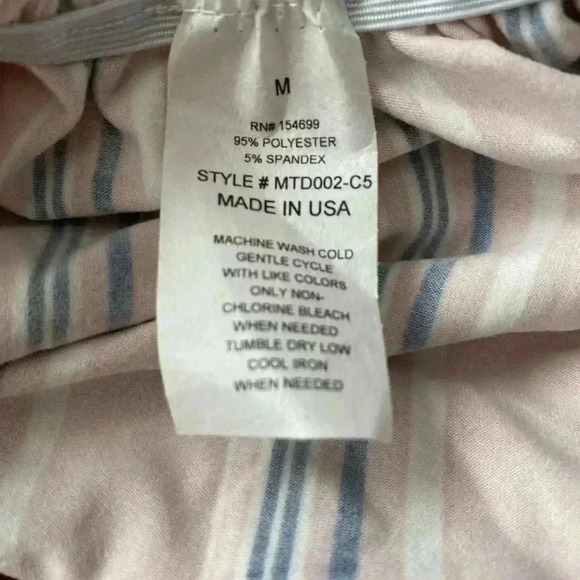 M
RN# 154699
95% POLYESTER
5% SPANDEX
STYLE # MTD002-C5
MADE IN USA
MACHINE WASH COLD
GENTLE CYCLE
WITH LIKE COLORS
ONLY NON-
CHLORINE BLEACH
WHEN NEEDED
TUMBLE DRY LOW
COOL IRON
WHEN NEEDED